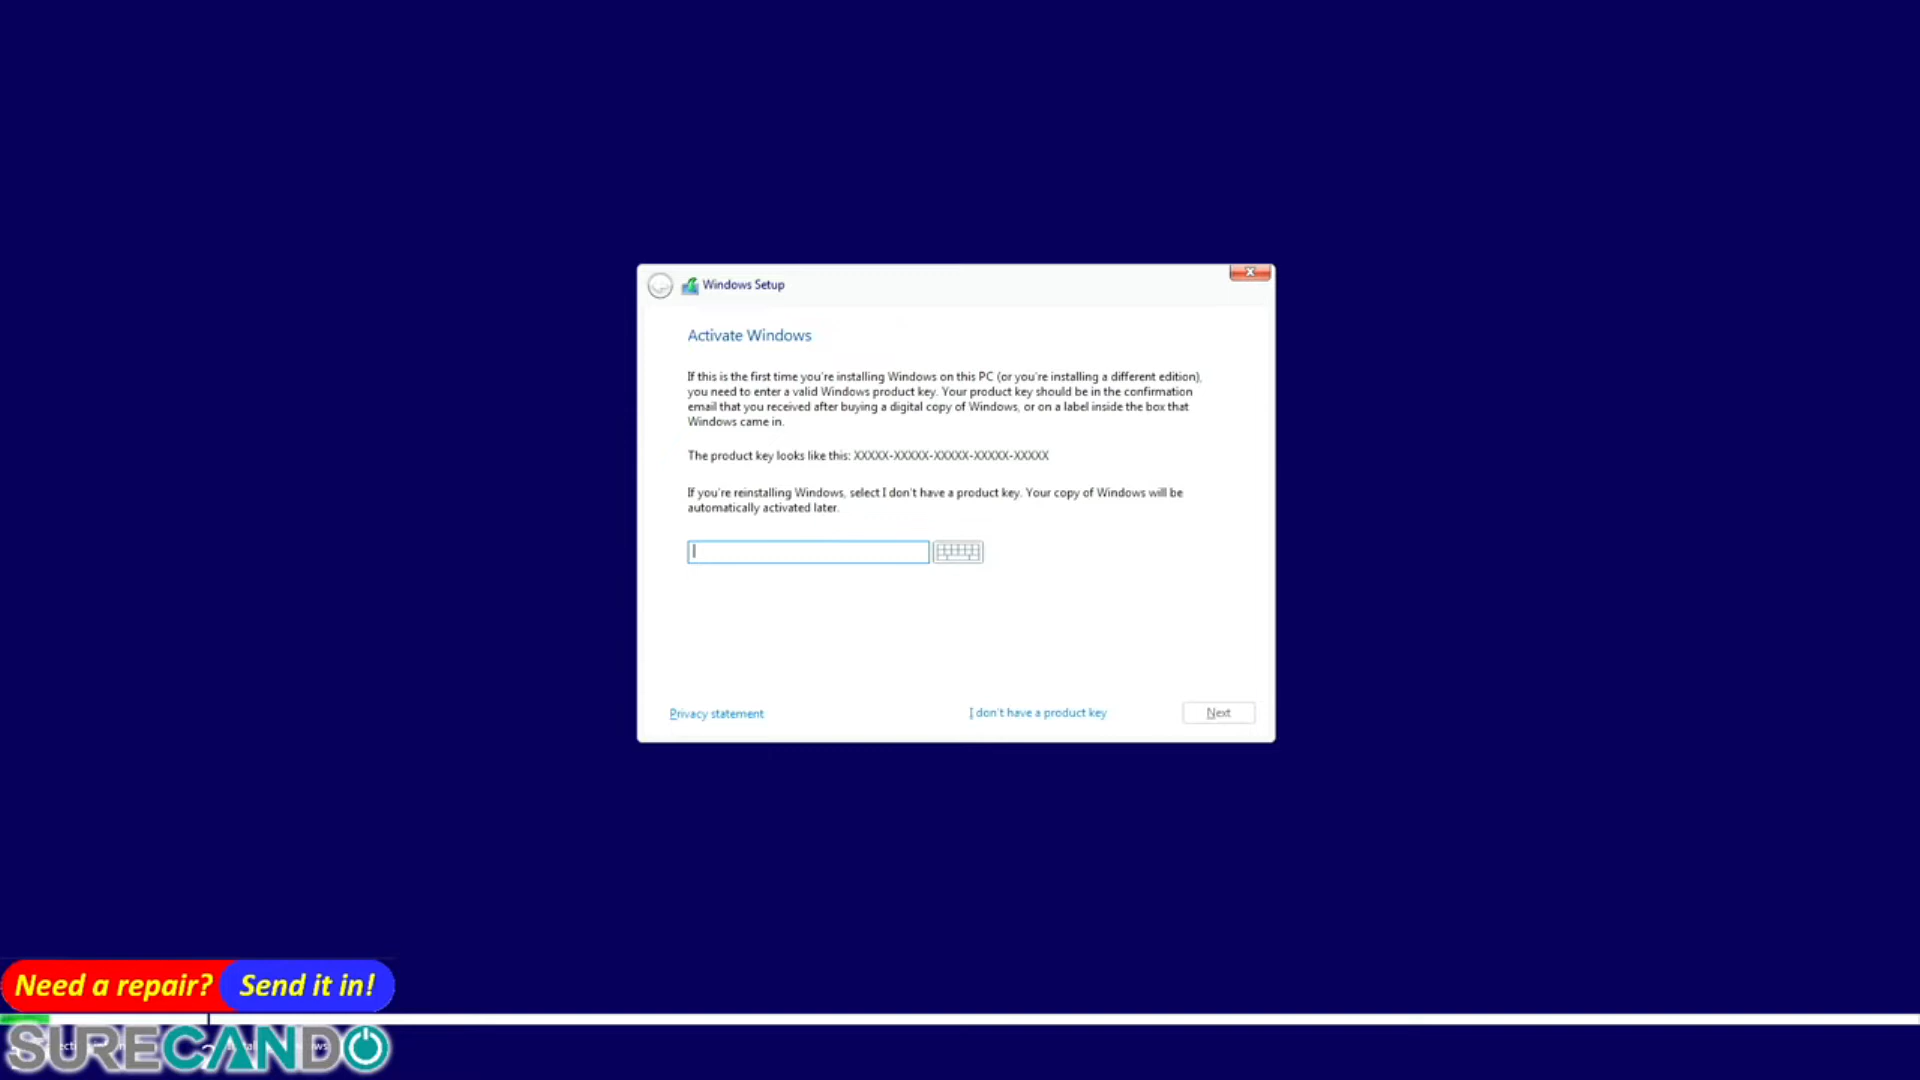 Windows Setup
Activate Windows
If this is the first time you're installing Windows on this PC (or you're installing a different edition),
you need to enter a valid Windows product key. Your product key should be in the confirmation
email that you received after buying a digital copy of Windows, or on a label inside the box that
Windows came in.
The product key looks like this: XXXXX-XXXXX-XXXXX-XXXXX-XXXXX
If you're reinstalling Windows, select I don't have a product key. Your copy of Windows will be
automatically activated later.
Privacy statement
I don't have a product key
Next
Need a repair? Send it in!
SURECANDO